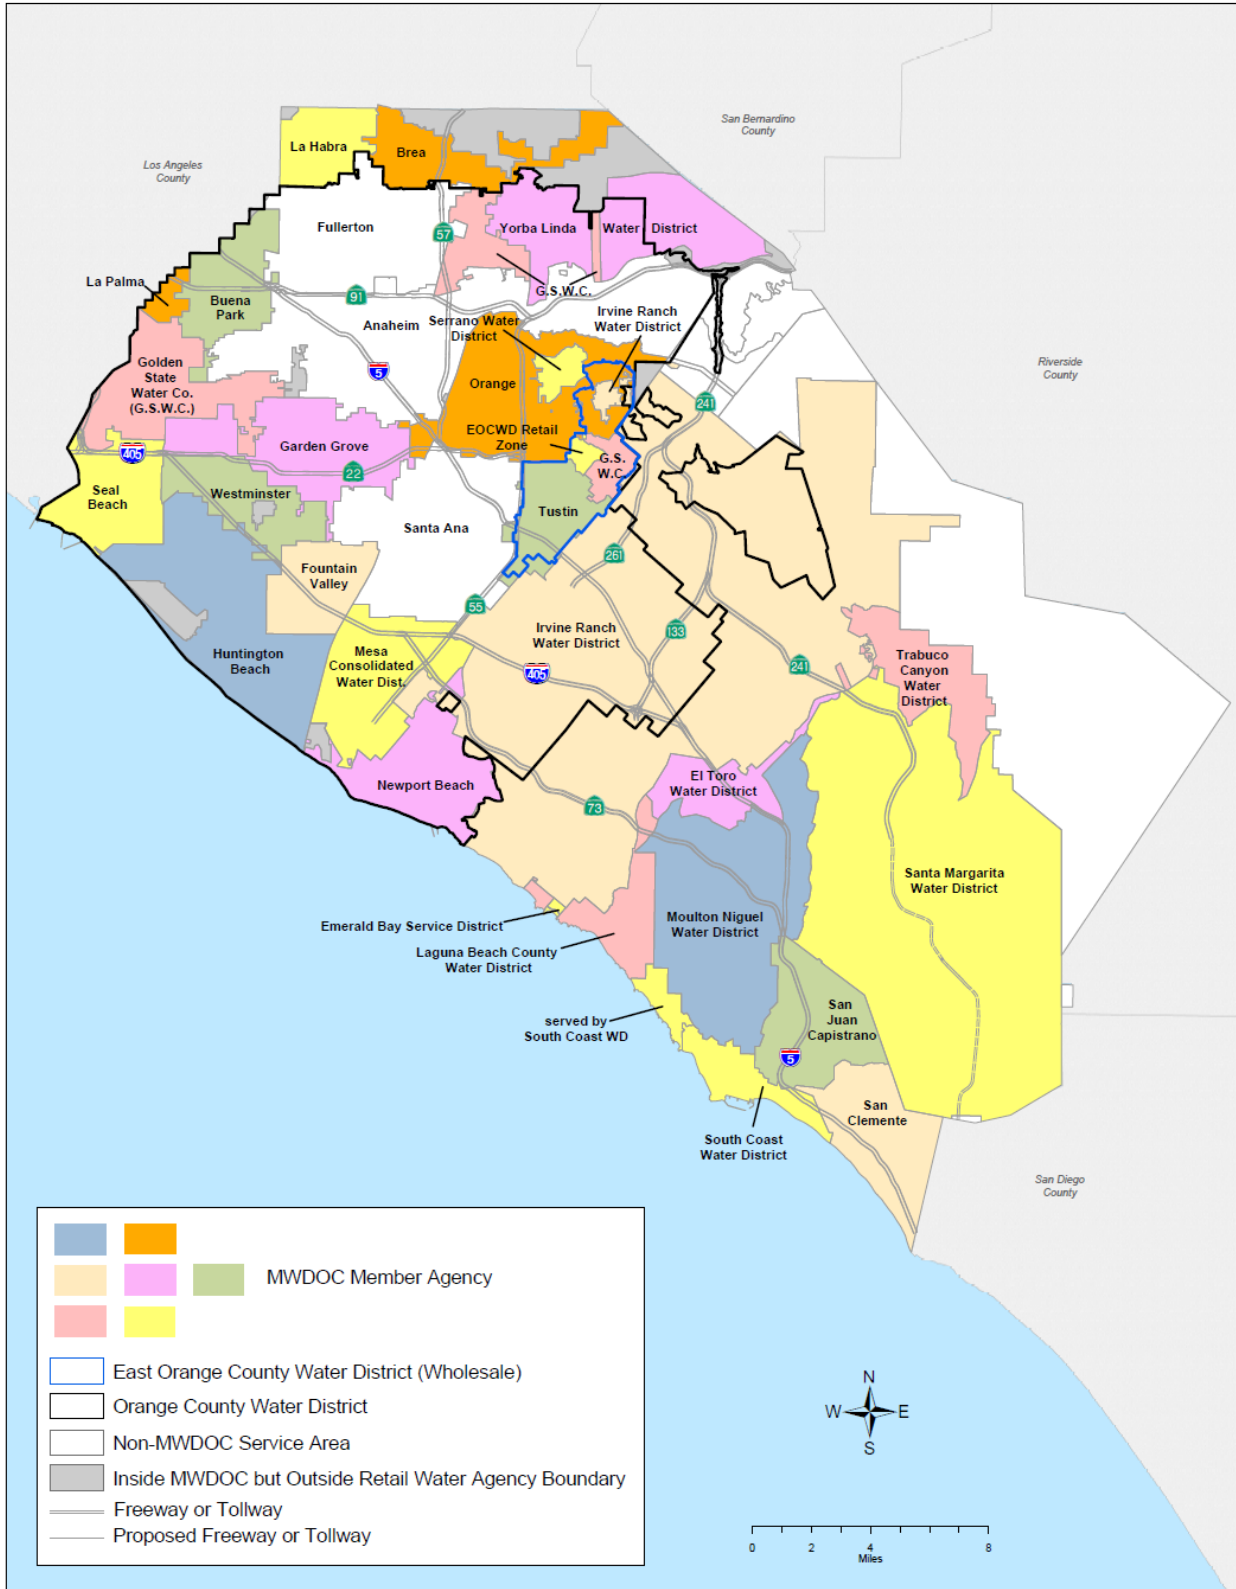 San Bernardino
County
Los Angeles
County
La Habra
Brea
Fullerton
57
Yorba Linda
Water
District
La Palma
Buena
Park
91
G.S.W.C.
Anaheim
Serrano Water
District
Irvine Ranch
Water District
Riverside
County
Golden
State
Water Co.
(G.S.W.C.)
5
Orange
241
EOCWD Retail
Zone
405
Garden Grove
22
G.S.
W.C.
Seal
Beach
Westminster
Santa Ana
Tustin
261
Fountain
Valley
55
Irvine Ranch
Water District
133
Huntington
Beach
Mesa
Consolidated
Water Dist.
405
241
Trabuco
Canyon
Water
District
Newport Beach
El Toro
Water District
73
Santa Margarita
Water District
Emerald Bay Service District
Moulton Niguel
Water District
Laguna Beach County
Water District
served by
South Coast WD
San
Juan
Capistrano
5
San
Clemente
South Coast
Water District
San Diego
County
MWDOC Member Agency
East Orange County Water District (Wholesale)
Orange County Water District
Non-MWDOC Service Area
Inside MWDOC but Outside Retail Water Agency Boundary
Freeway or Tollway
Proposed Freeway or Tollway
N
W
E
S
0 2 4 8
Miles